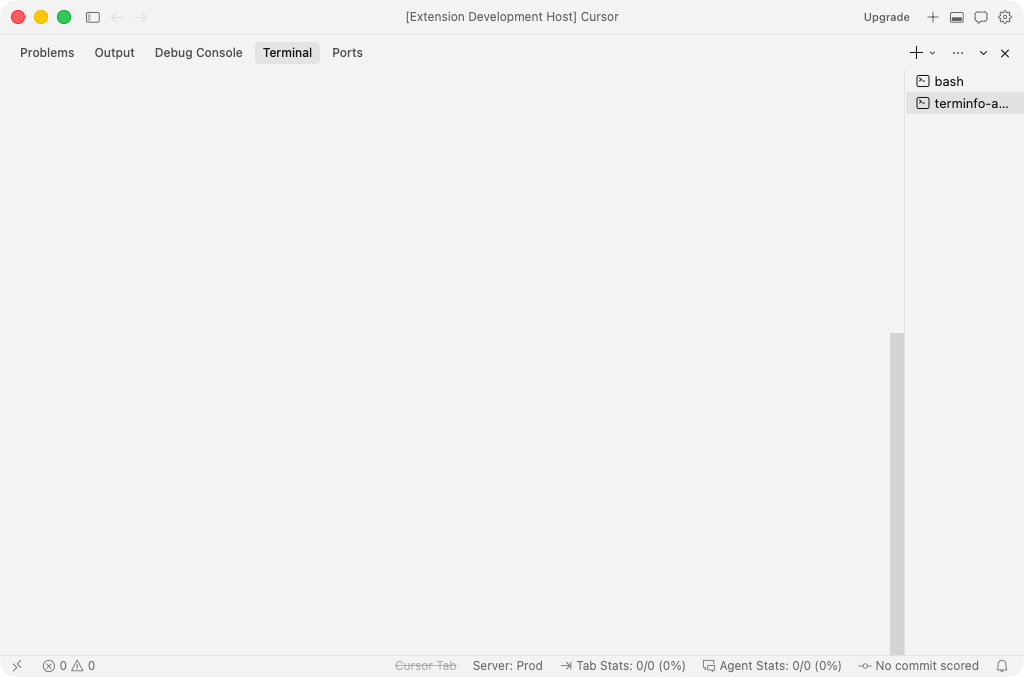 [Extension Development Host] Cursor
Upgrade
Problems Output Debug Console Terminal Ports
bash
terminfo-a...
0 0 Cursor Tab Server: Prod Tab Stats: 0/0 (0%) Agent Stats: 0/0 (0%) No commit scored